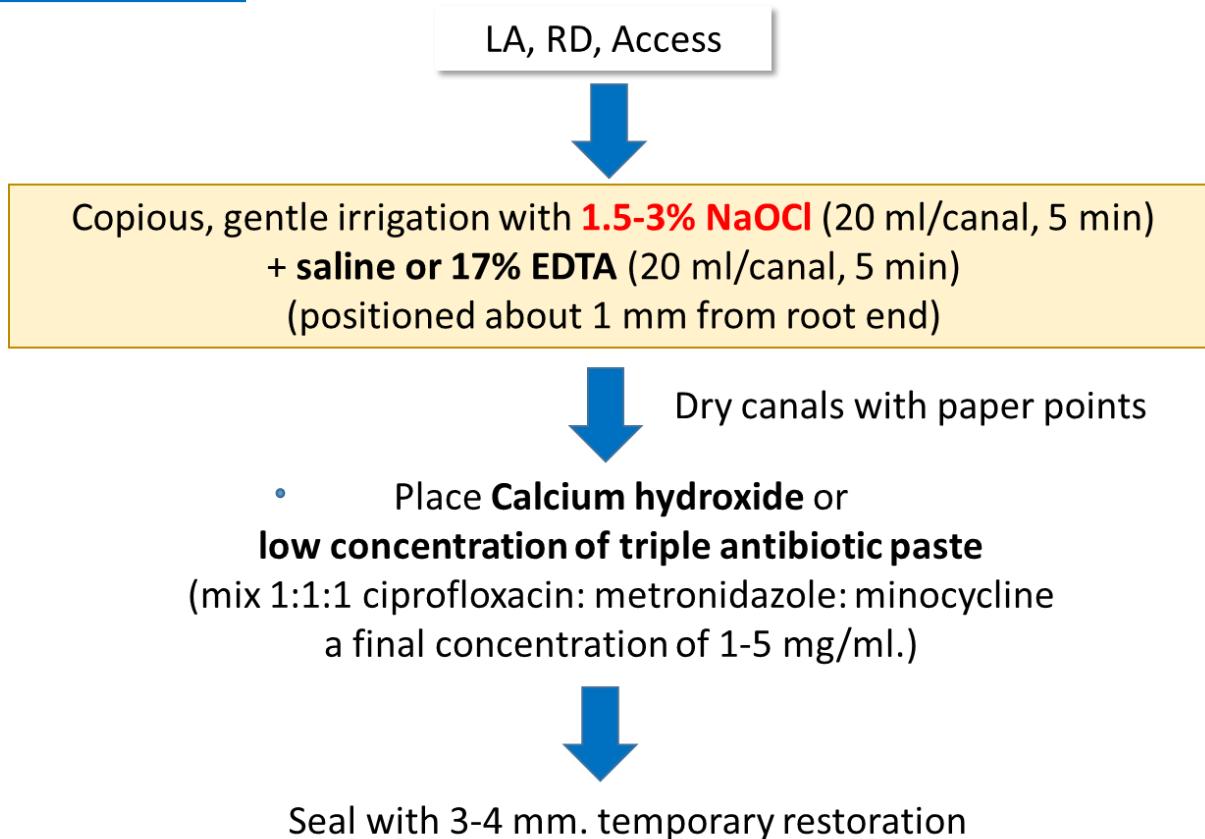 LA, RD, Access
Copious, gentle irrigation with 1.5-3% NaOCl (20 ml/canal, 5 min)
+ saline or 17% EDTA (20 ml/canal, 5 min)
(positioned about 1 mm from root end)
Dry canals with paper points
• Place Calcium hydroxide or
low concentration of triple antibiotic paste
(mix 1:1:1 ciprofloxacin: metronidazole: minocycline
a final concentration of 1-5 mg/ml.)
Seal with 3-4 mm. temporary restoration